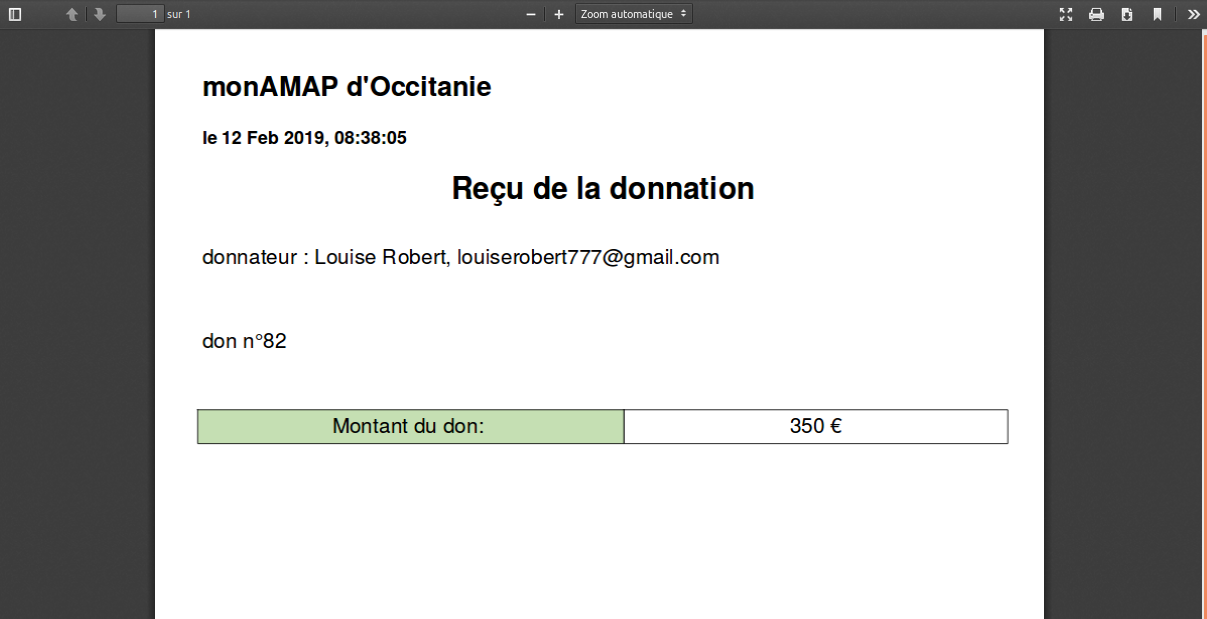 1 sur 1
Zoom automatique
monAMAP d'Occitanie
le 12 Feb 2019, 08:38:05
Reçu de la donnation
donnateur : Louise Robert, louiserobert777@gmail.com
don n°82
Montant du don: 350 €